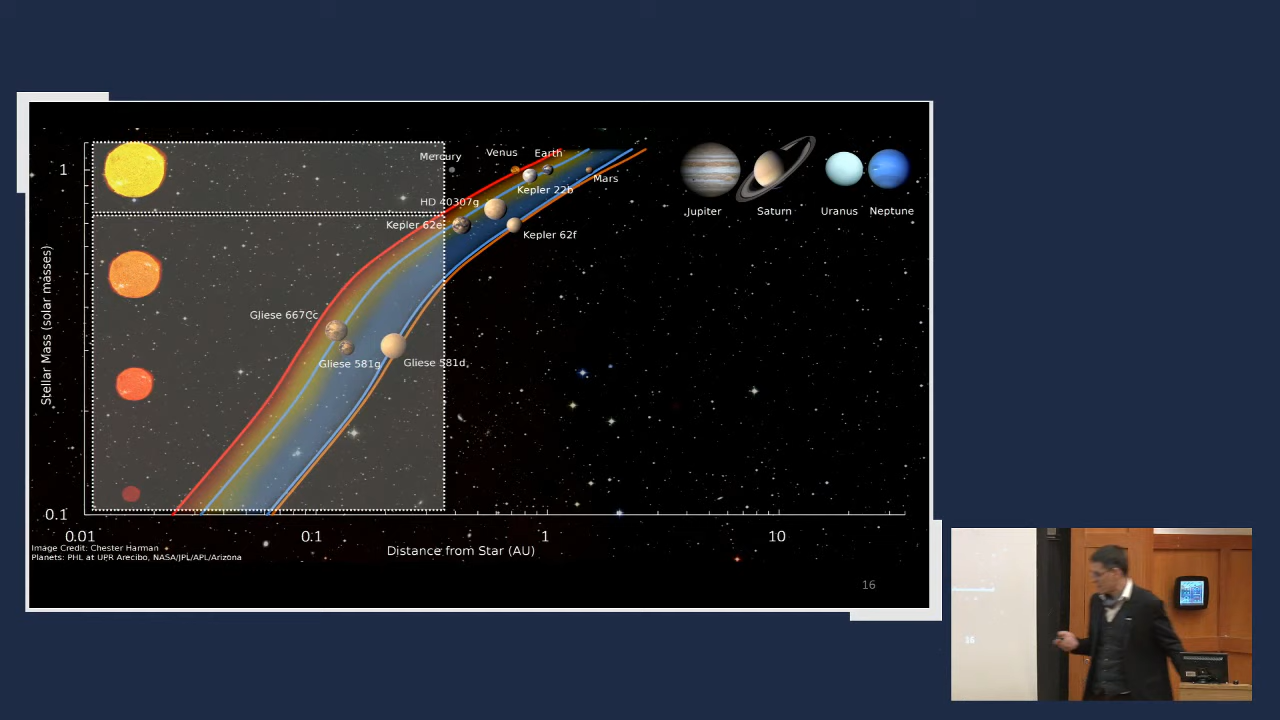 1
Mercury
Venus
Earth
Mars
Kepler 22b
HD 40307g
Kepler 62e
Kepler 62f
Jupiter
Saturn
Uranus
Neptune
Stellar Mass (solar masses)
Gliese 667Cc
Gliese 581g
Gliese 581d
0.1
0.01
0.1
1
10
Distance from Star (AU)
Image Credit: Chester Harman
Planets: PHL at UPR Arecibo, NASA/JPL/APL/Arizona
16
16